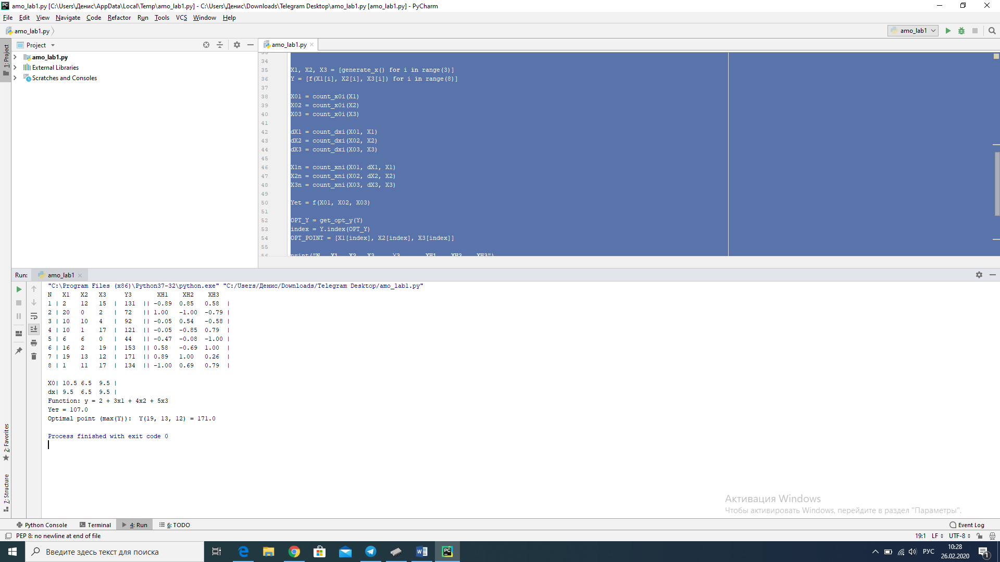 amo_lab1.py [C:\Users\Денис\AppData\Local\Temp\amo_lab1.py] - C:\Users\Денис\Downloads\Telegram Desktop\amo_lab1.py [amo_lab1.py] - PyCharm
File Edit View Navigate Code Refactor Run Tools VCS Window Help
amo_lab1.py
amo_lab1
Project
amo_lab1.py
1: Project
amo_lab1.py
External Libraries
Scratches and Consoles
33
34
35 X1, X2, X3 = [generate_x() for i in range(3)]
36 Y = [f(X1[i], X2[i], X3[i]) for i in range(8)]
37
38 X01 = count_x0i(X1)
39 X02 = count_x0i(X2)
40 X03 = count_x0i(X3)
41
42 dX1 = count_dxi(X01, X1)
43 dX2 = count_dxi(X02, X2)
44 dX3 = count_dxi(X03, X3)
45
46 X1n = count_xni(X01, dX1, X1)
47 X2n = count_xni(X02, dX2, X2)
48 X3n = count_xni(X03, dX3, X3)
49
50 Yet = f(X01, X02, X03)
51
52 OPT_Y = get_opt_y(Y)
53 index = Y.index(OPT_Y)
54 OPT_POINT = [X1[index], X2[index], X3[index]]
55
56 print("N X1 X2 X3 Y3 XH1 XH2 XH3")
Run: amo_lab1
"C:\Program Files (x86)\Python37-32\python.exe" "C:/Users/Денис/Downloads/Telegram Desktop/amo_lab1.py"
N X1 X2 X3 Y3 XH1 XH2 XH3
1 | 2 12 15 | 131 || -0.89 0.85 0.58 |
2 | 20 0 2 | 72 || 1.00 -1.00 -0.79 |
3 | 10 10 4 | 92 || -0.05 0.54 -0.58 |
4 | 10 1 17 | 121 || -0.05 -0.85 0.79 |
5 | 6 6 0 | 44 || -0.47 -0.08 -1.00 |
6 | 16 2 19 | 153 || 0.58 -0.69 1.00 |
7 | 19 13 12 | 171 || 0.89 1.00 0.26 |
8 | 1 11 17 | 134 || -1.00 0.69 0.79 |
X0| 10.5 6.5 9.5 |
dx| 9.5 6.5 9.5 |
Function: y = 2 + 3x1 + 4x2 + 5x3
Yет = 107.0
Optimal point (max(Y)): Y(19, 13, 12) = 171.0
Process finished with exit code 0
2: Favorites
7: Structure
Активация Windows
Чтобы активировать Windows, перейдите в раздел "Параметры".
Python Console Terminal 4: Run 6: TODO Event Log
PEP 8: no newline at end of file 19:1 LF UTF-8
Введите здесь текст для поиска
РУС
10:28
26.02.2020
1